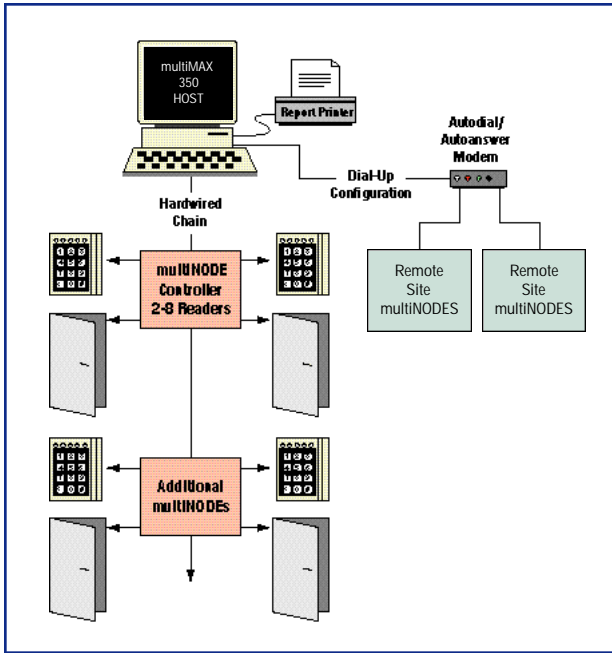 multiMAX
350
HOST
Report Printer
Autodial/
Autoanswer
Modem
Dial-Up
Configuration
Hardwired
Chain
multiNODE
Controller
2-8 Readers
Remote
Site
multiNODES
Remote
Site
multiNODES
Additional
multiNODEs